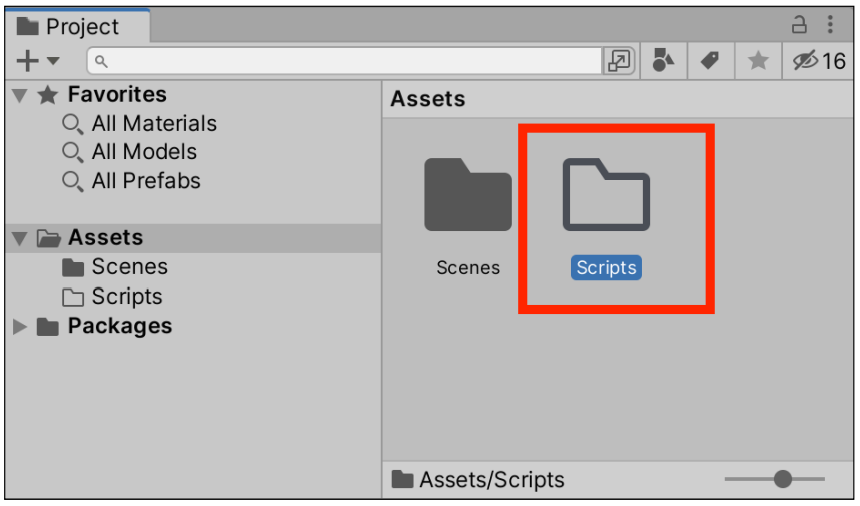 Project
16
Favorites
All Materials
All Models
All Prefabs
Assets
Scenes
Scripts
Packages
Assets
Scenes
Scripts
Assets/Scripts